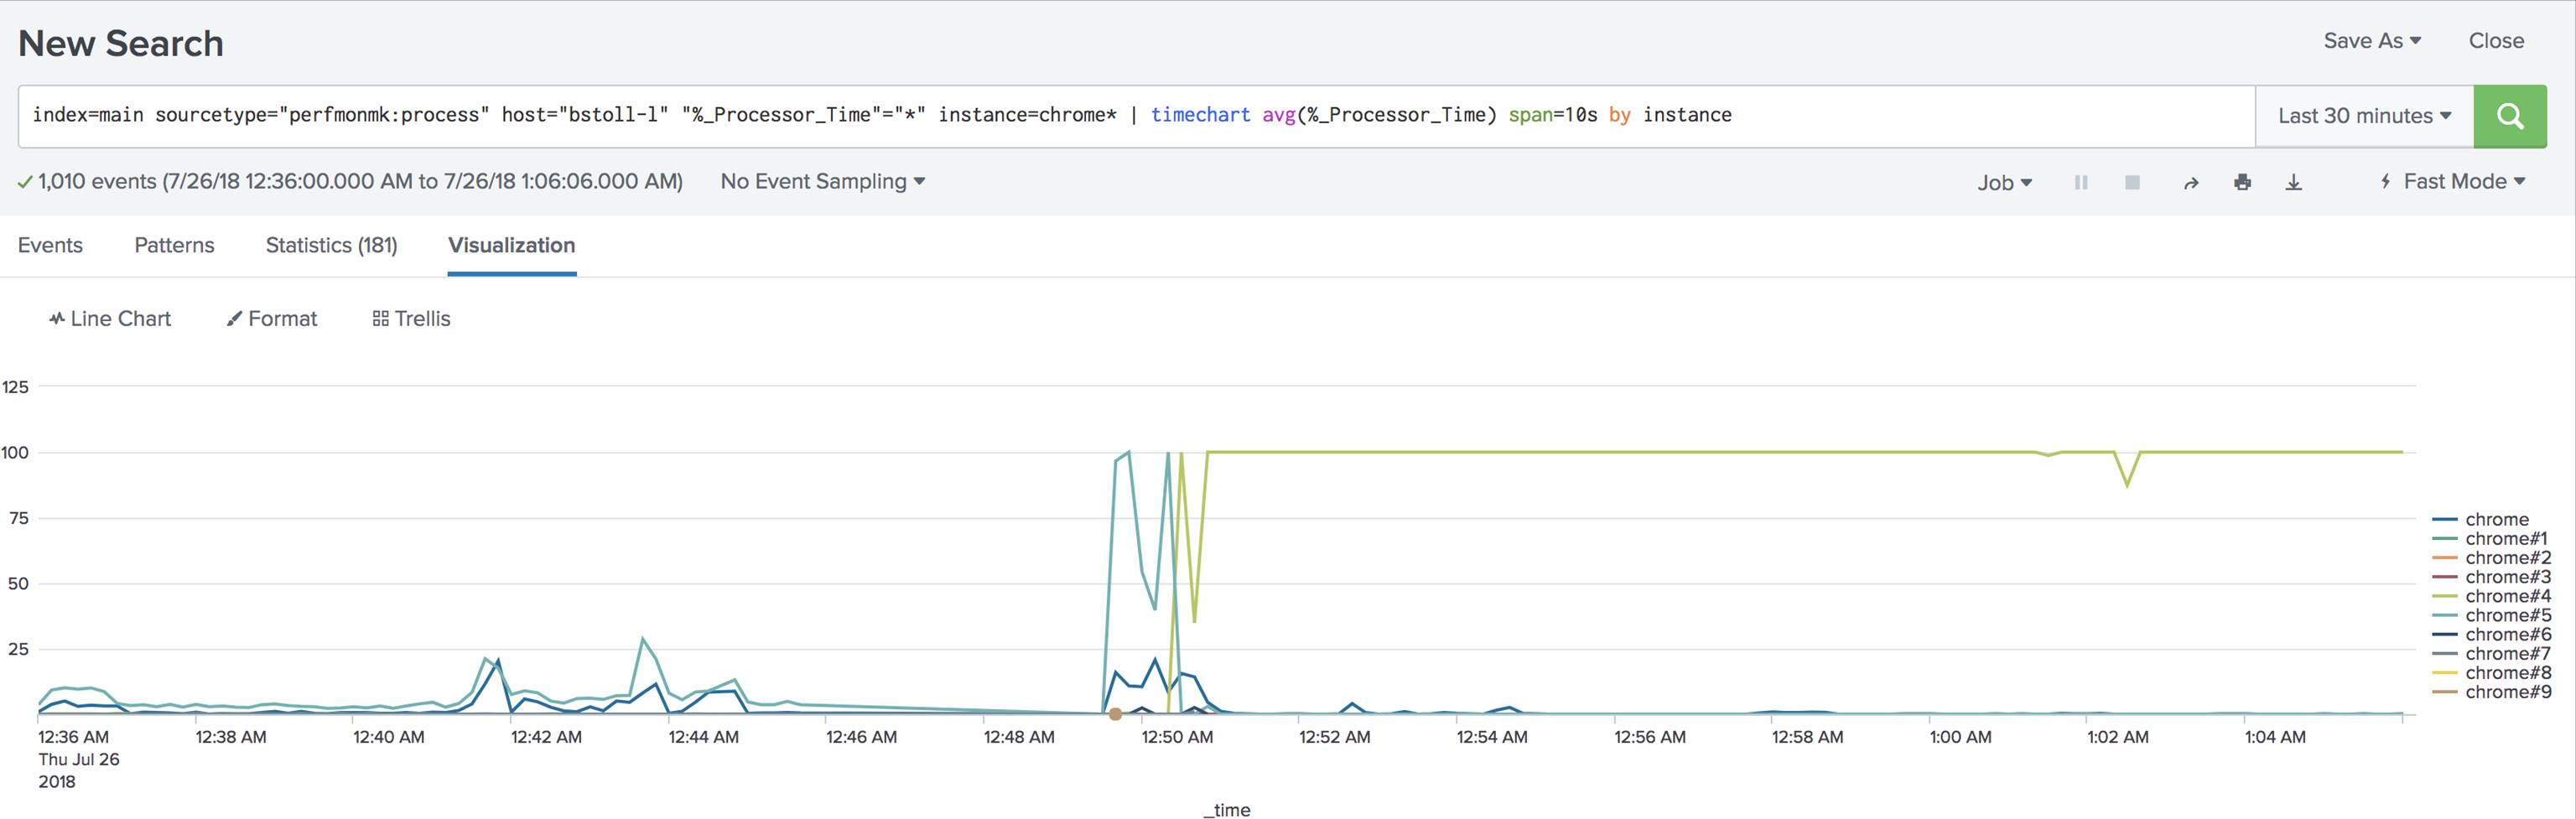 New Search
Save As
Close
index=main sourcetype="perfmonmk:process" host="bstoll-l" "%_Processor_Time"="*" instance=chrome* | timechart avg(%_Processor_Time) span=10s by instance
Last 30 minutes
1,010 events (7/26/18 12:36:00.000 AM to 7/26/18 1:06:06.000 AM)
No Event Sampling
Job
Fast Mode
Events
Patterns
Statistics (181)
Visualization
Line Chart
Format
Trellis
125
100
75
50
25
chrome
chrome#1
chrome#2
chrome#3
chrome#4
chrome#5
chrome#6
chrome#7
chrome#8
chrome#9
12:36 AM
Thu Jul 26
2018
12:38 AM
12:40 AM
12:42 AM
12:44 AM
12:46 AM
12:48 AM
12:50 AM
12:52 AM
12:54 AM
12:56 AM
12:58 AM
1:00 AM
1:02 AM
1:04 AM
_time